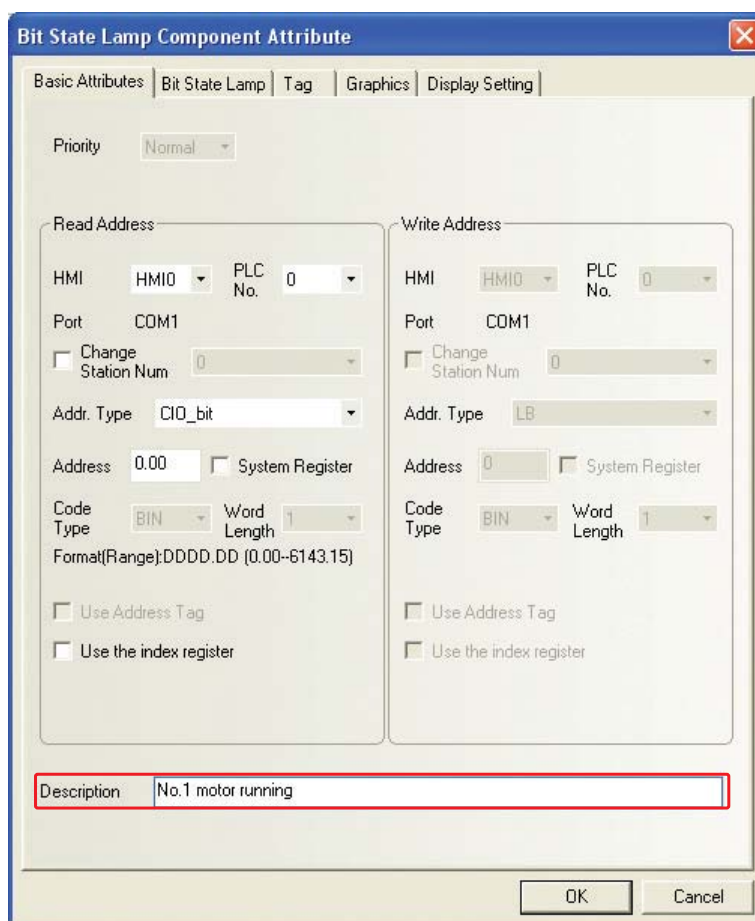 Bit State Lamp Component Attribute
Basic Attributes Bit State Lamp Tag Graphics Display Setting
Priority Normal
Read Address
HMI HMI0 PLC No. 0
Port COM1
Change Station Num 0
Addr. Type CIO_bit
Address 0.00 System Register
Code Type BIN Word Length 1
Format(Range):DDDD.DD (0.00--6143.15)
Use Address Tag
Use the index register
Write Address
HMI HMI0 PLC No. 0
Port COM1
Change Station Num 0
Addr. Type LB
Address 0 System Register
Code Type BIN Word Length 1
Use Address Tag
Use the index register
Description No.1 motor running
OK Cancel